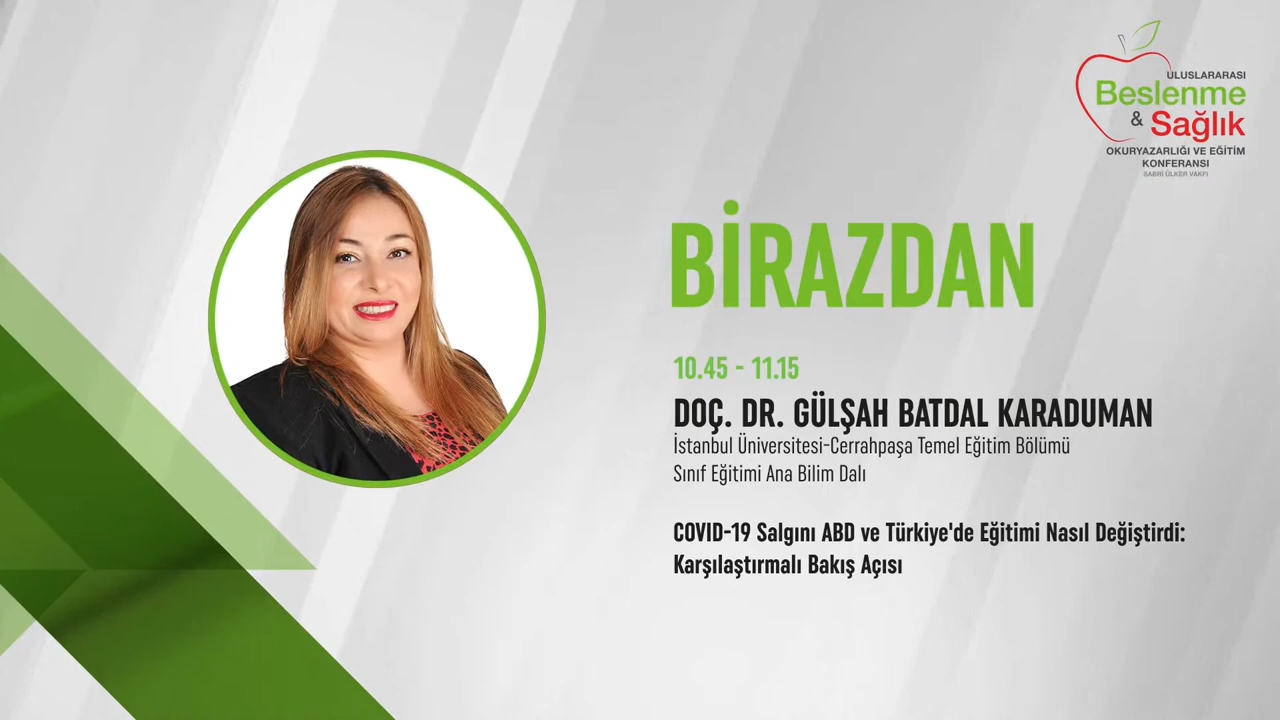 ULUSLARARASI
Beslenme
& Sağlık
OKURYAZARLIĞI VE EĞİTİM
KONFERANSI
SABRİ ÜLKER VAKFI
BİRAZDAN
10.45 - 11.15
DOÇ. DR. GÜLŞAH BATDAL KARADUMAN
İstanbul Üniversitesi-Cerrahpaşa Temel Eğitim Bölümü
Sınıf Eğitimi Ana Bilim Dalı
COVID-19 Salgını ABD ve Türkiye'de Eğitimi Nasıl Değiştirdi:
Karşılaştırmalı Bakış Açısı